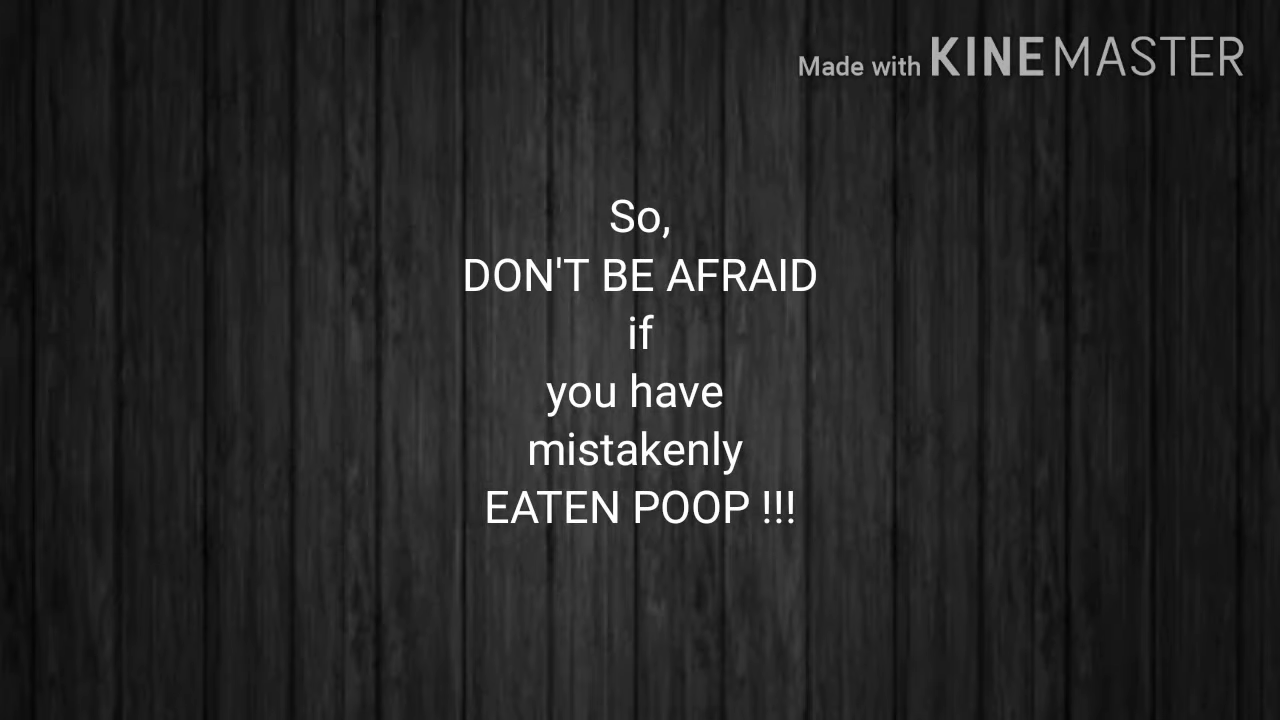 Made with KINEMASTER
So,
DON'T BE AFRAID
if
you have
mistakenly
EATEN POOP !!!